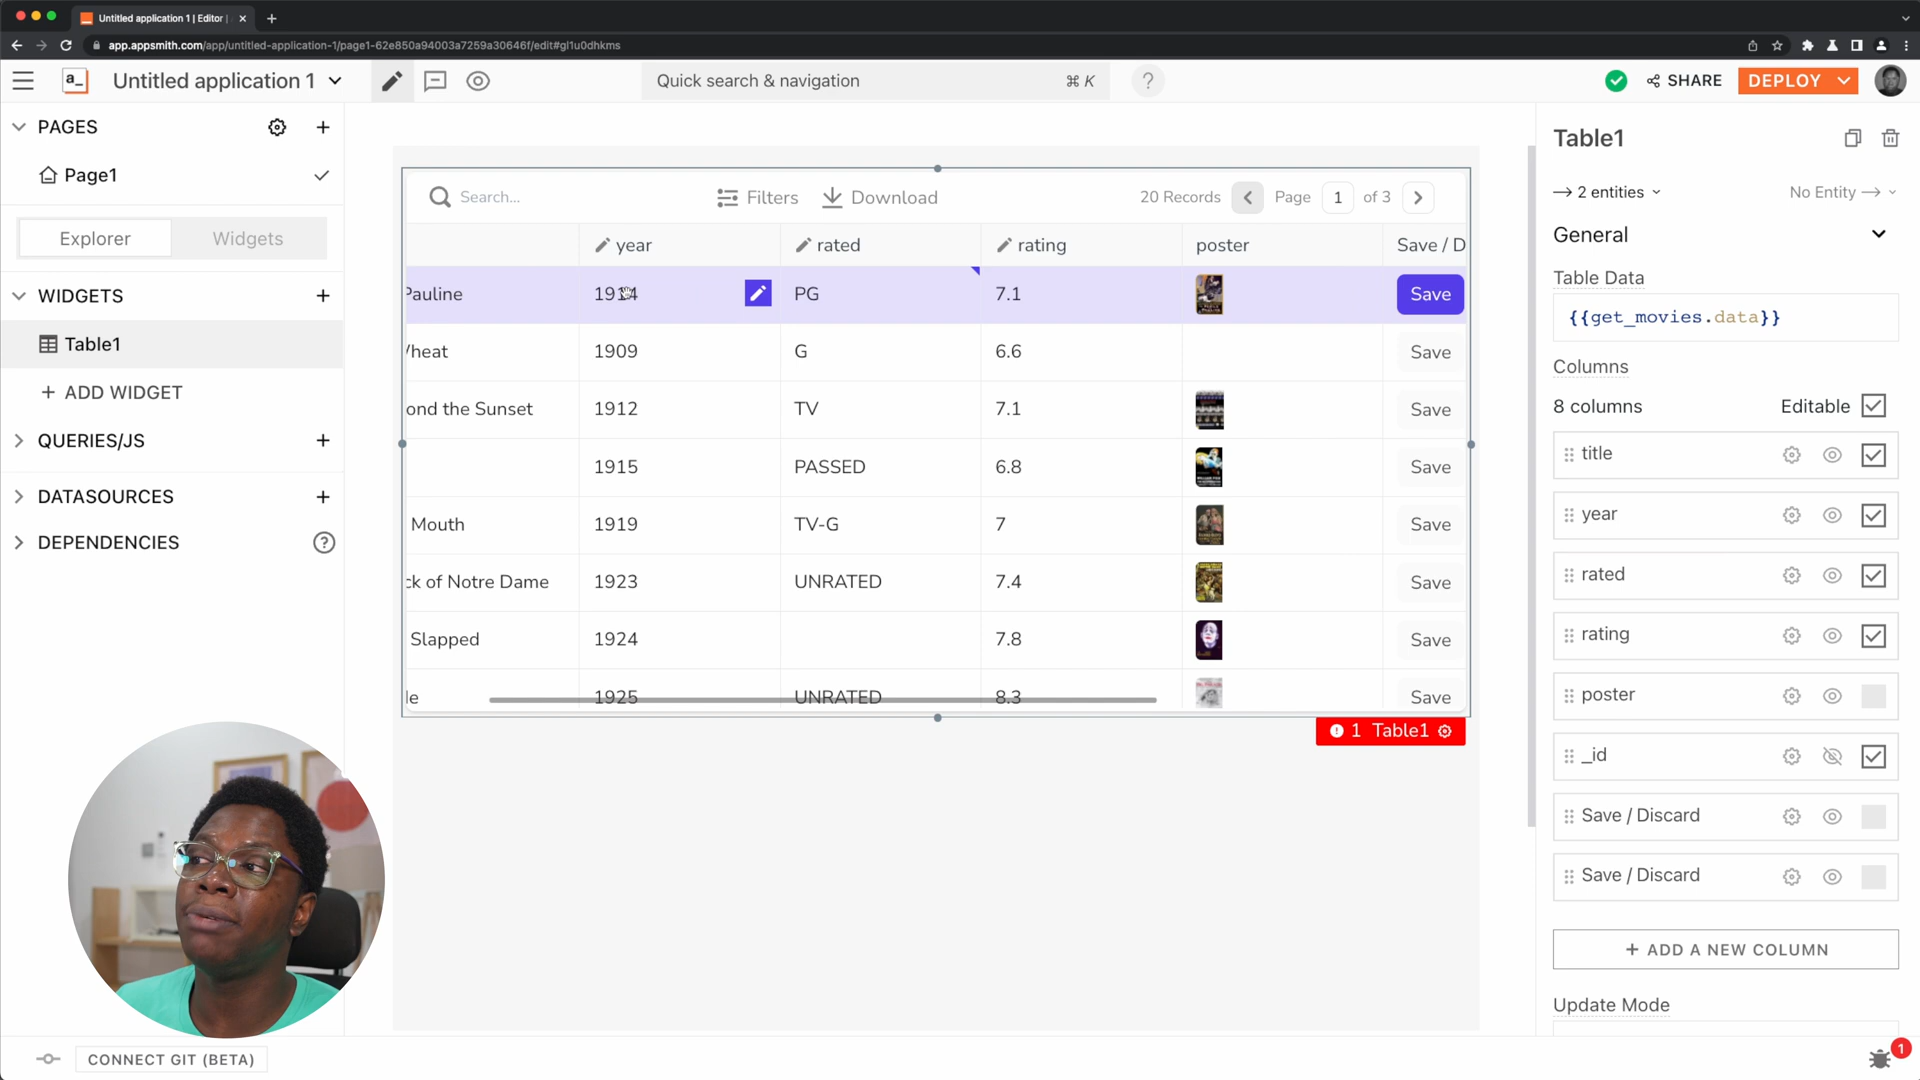 Untitled application 1 | Editor |
app.appsmith.com/app/untitled-application-1/page1-62e850a94003a7259a30646f/edit#gl1u0dhkms
a_
Untitled application 1
Quick search & navigation
⌘ K
?
SHARE
DEPLOY
PAGES
Page1
Explorer
Widgets
WIDGETS
Table1
ADD WIDGET
QUERIES/JS
DATASOURCES
DEPENDENCIES
?
Search...
Filters
Download
20 Records
Page
1
of 3
year
rated
rating
poster
Save / D
Pauline
1914
PG
7.1
Save
1909
G
6.6
Save
ond the Sunset
1912
TV
7.1
Save
1915
PASSED
6.8
Save
Mouth
1919
TV-G
7
Save
ck of Notre Dame
1923
UNRATED
7.4
Save
Slapped
1924
7.8
Save
le
1925
UNRATED
8.3
Save
1 Table1
Table1
2 entities
No Entity
General
Table Data
{{get_movies.data}}
Columns
8 columns
Editable
title
year
rated
rating
poster
_id
Save / Discard
Save / Discard
+ ADD A NEW COLUMN
Update Mode
CONNECT GIT (BETA)
1